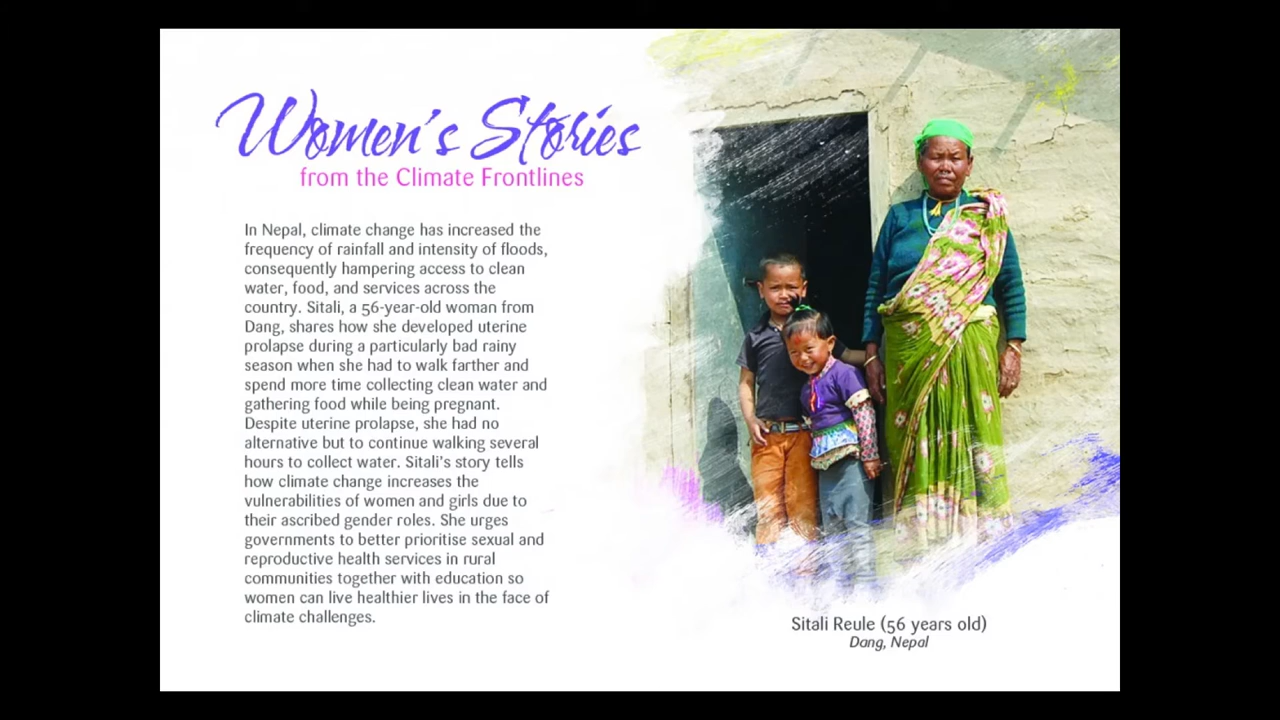 Women's Stories
from the Climate Frontlines
In Nepal, climate change has increased the
frequency of rainfall and intensity of floods,
consequently hampering access to clean
water, food, and services across the
country. Sitali, a 56-year-old woman from
Dang, shares how she developed uterine
prolapse during a particularly bad rainy
season when she had to walk farther and
spend more time collecting clean water and
gathering food while being pregnant.
Despite uterine prolapse, she had no
alternative but to continue walking several
hours to collect water. Sitali's story tells
how climate change increases the
vulnerabilities of women and girls due to
their ascribed gender roles. She urges
governments to better prioritise sexual and
reproductive health services in rural
communities together with education so
women can live healthier lives in the face of
climate challenges.
Sitali Reule (56 years old)
Dang, Nepal